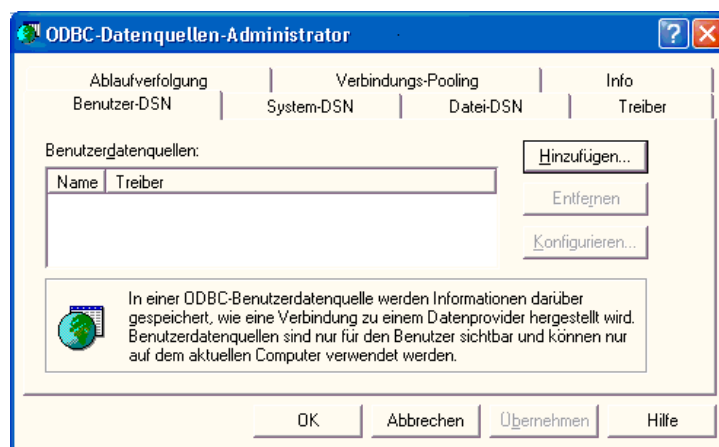 ODBC-Datenquellen-Administrator
Ablaufverfolgung Verbindungs-Pooling Info
Benutzer-DSN System-DSN Datei-DSN Treiber
Benutzerdatenquellen:
Hinzufügen...
Name Treiber
Entfernen
Konfigurieren...
In einer ODBC-Benutzerdatenquelle werden Informationen darüber
gespeichert, wie eine Verbindung zu einem Datenprovider hergestellt wird.
Benutzerdatenquellen sind nur für den Benutzer sichtbar und können nur
auf dem aktuellen Computer verwendet werden.
OK Abbrechen Übernehmen Hilfe